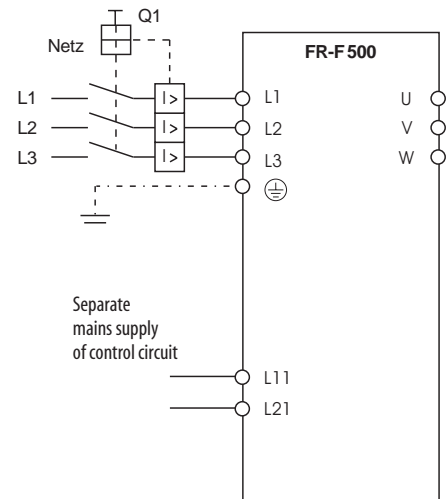 Q1
Netz
FR-F 500
L1 I> L1 U
L2 I> L2 V
L3 I> L3 W
Separate
mains supply
of control circuit
L11
L21